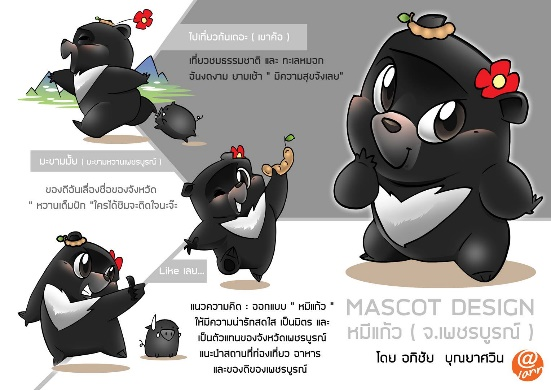 ไปเที่ยวกันเถอะ ( เขาค้อ )
เที่ยวชมธรรมชาติ และ ทะเลหมอก
อันงดงาม ยามเช้า " มีความสุขจังเลย"
มะขามมั้ย ( มะขามหวานเพชรบูรณ์ )
ของดีอันเลื่องชื่อของจังหวัด
" หวานเต็มฝัก "ใครได้ชิมจะติดใจนะจ๊ะ
Like เลย...
แนวความคิด : ออกแบบ " หมีแก้ว "
ให้มีความน่ารักสดใส เป็นมิตร และ
เป็นตัวแทนของจังหวัดเพชรบูรณ์
แนะนำสถานที่ท่องเที่ยว อาหาร
และของดีของเพชรบูรณ์
MASCOT DESIGN
หมีแก้ว ( จ.เพชรบูรณ์ )
โดย อภิชัย บุณยาศวิน